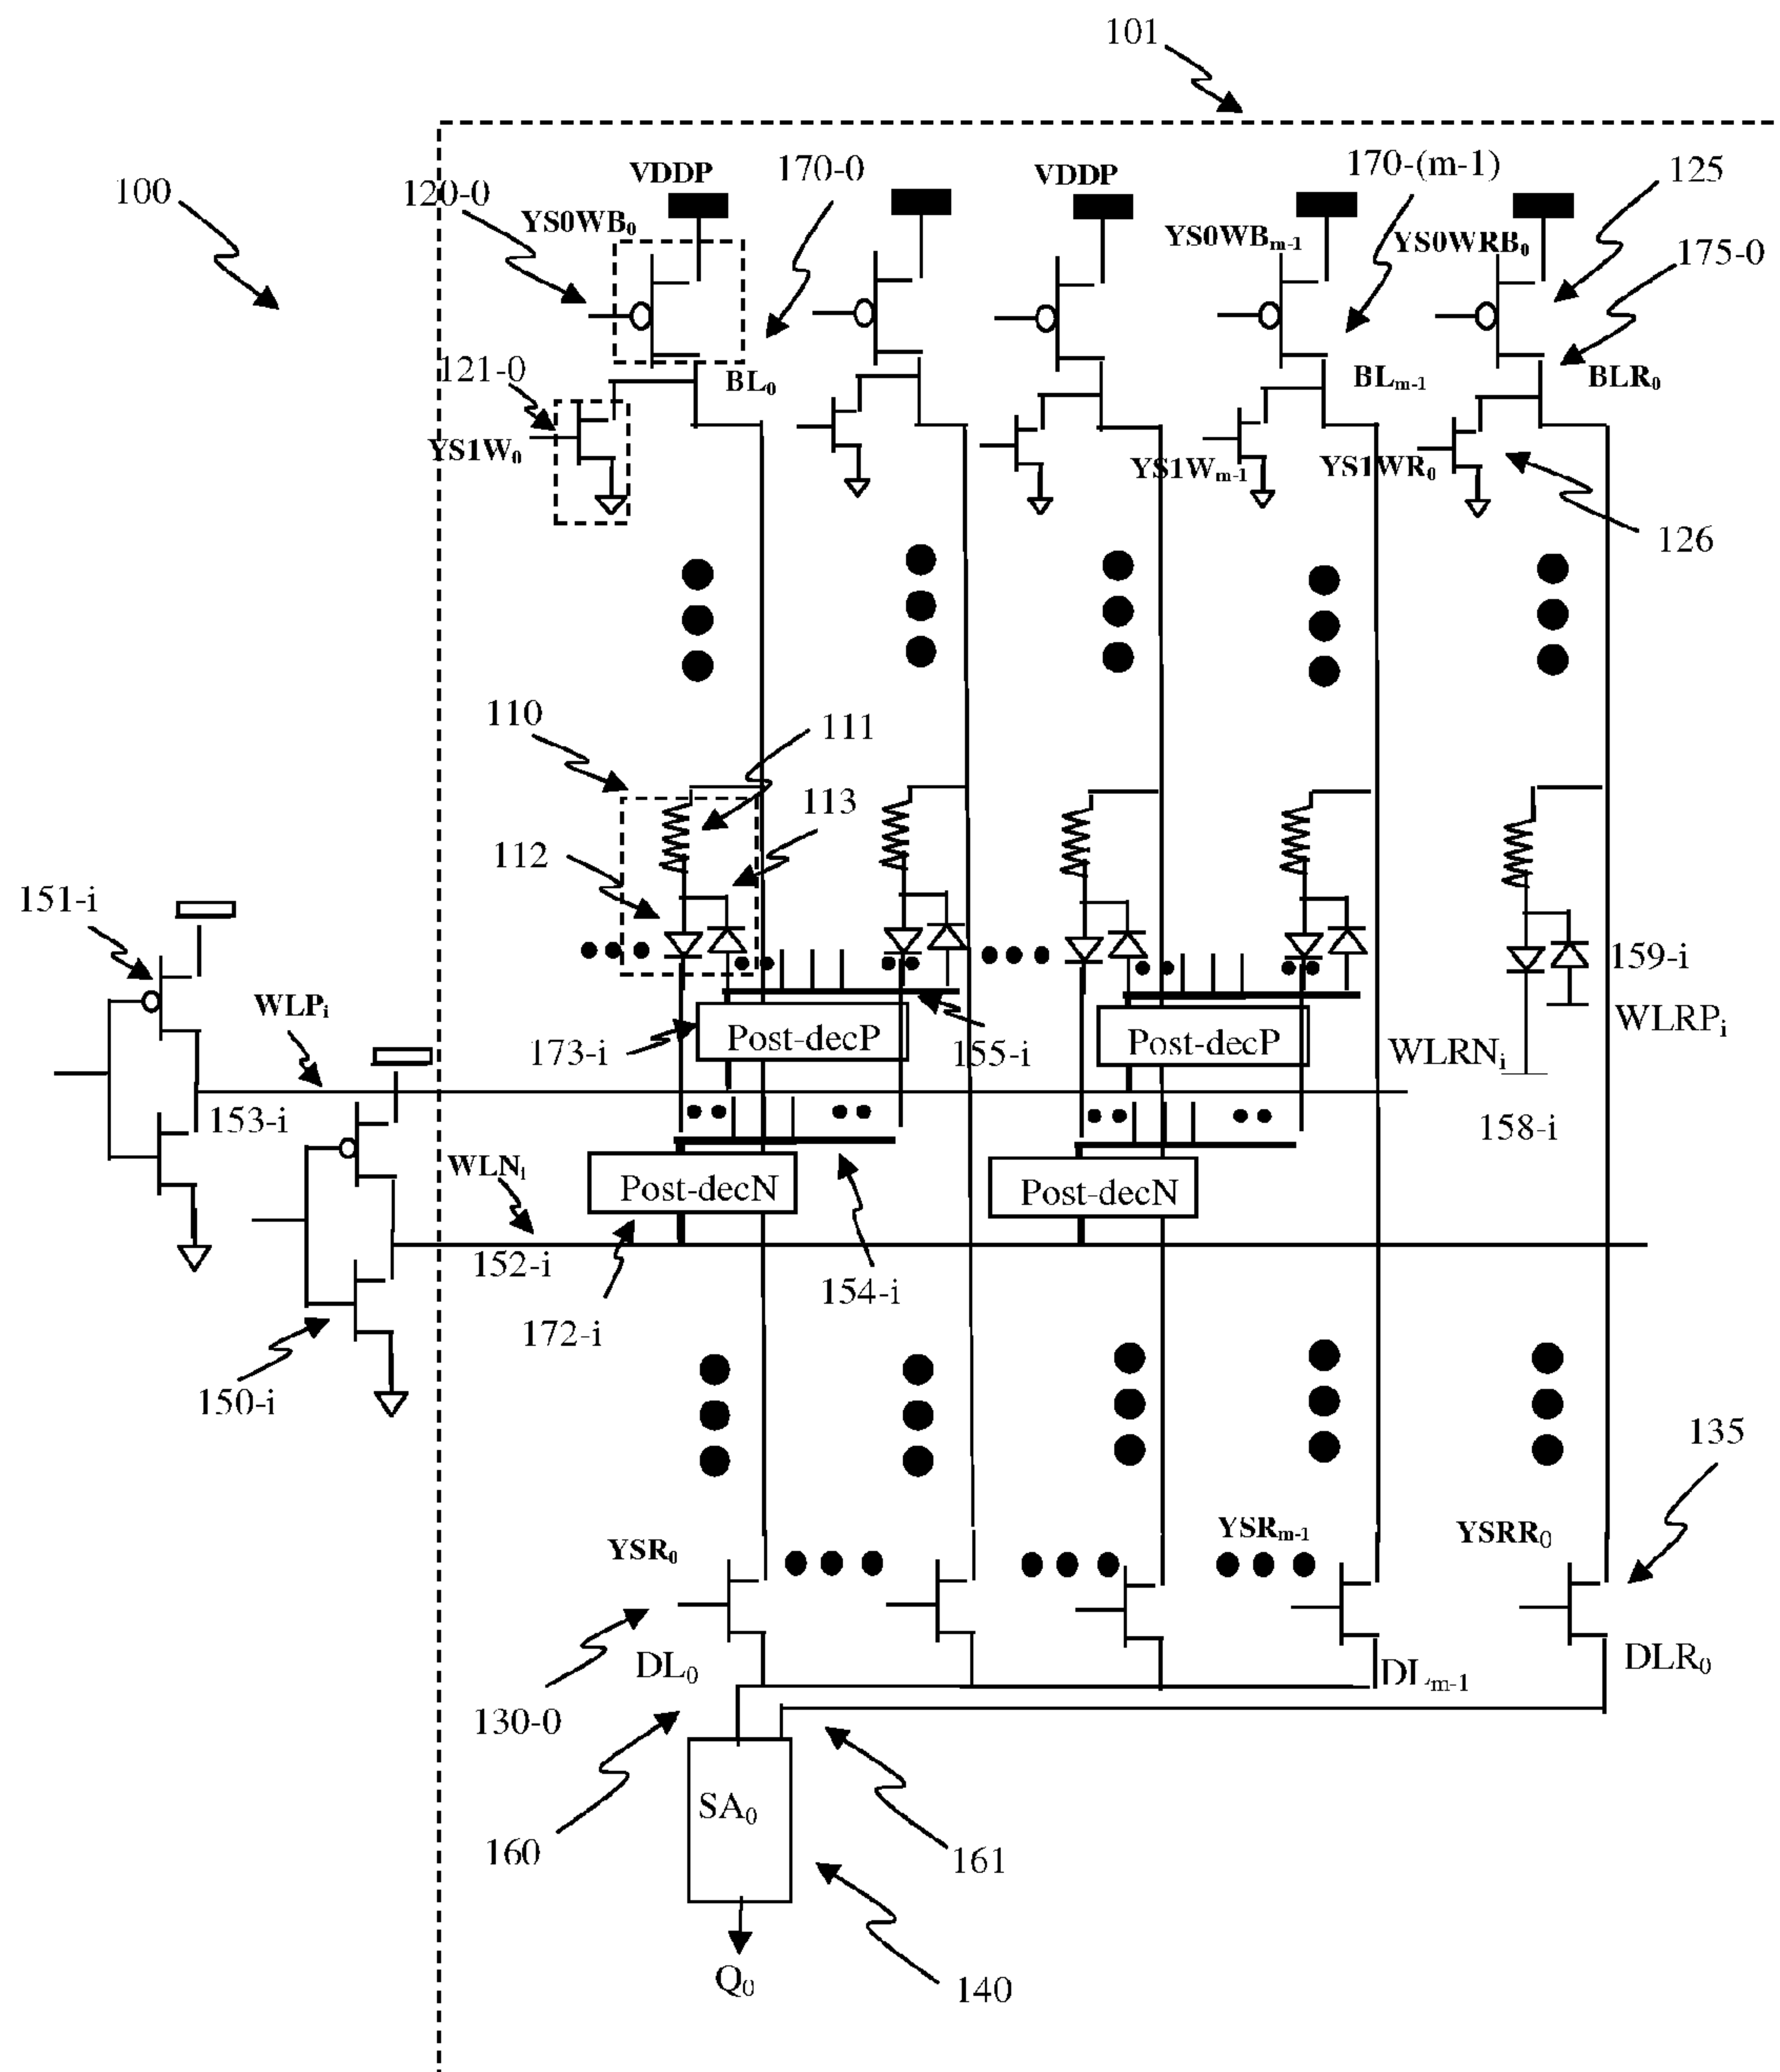 101
100
120-0
VDDP
170-0
VDDP
170-(m-1)
125
YS0WB₀
YS0WBₘ₋₁
YS0WRB₀
175-0
121-0
BL₀
BLₘ₋₁
BLR₀
YS1W₀
YS1Wₘ₋₁
YS1WR₀
126
110
111
113
112
151-i
159-i
WLPᵢ
WLRPᵢ
173-i
Post-decP
155-i
Post-decP
WLRNᵢ
153-i
158-i
WLNᵢ
Post-decN
Post-decN
152-i
154-i
172-i
150-i
135
YSR₀
YSRₘ₋₁
YSRR₀
DL₀
DLₘ₋₁
DLR₀
130-0
160
SA₀
161
Q₀
140